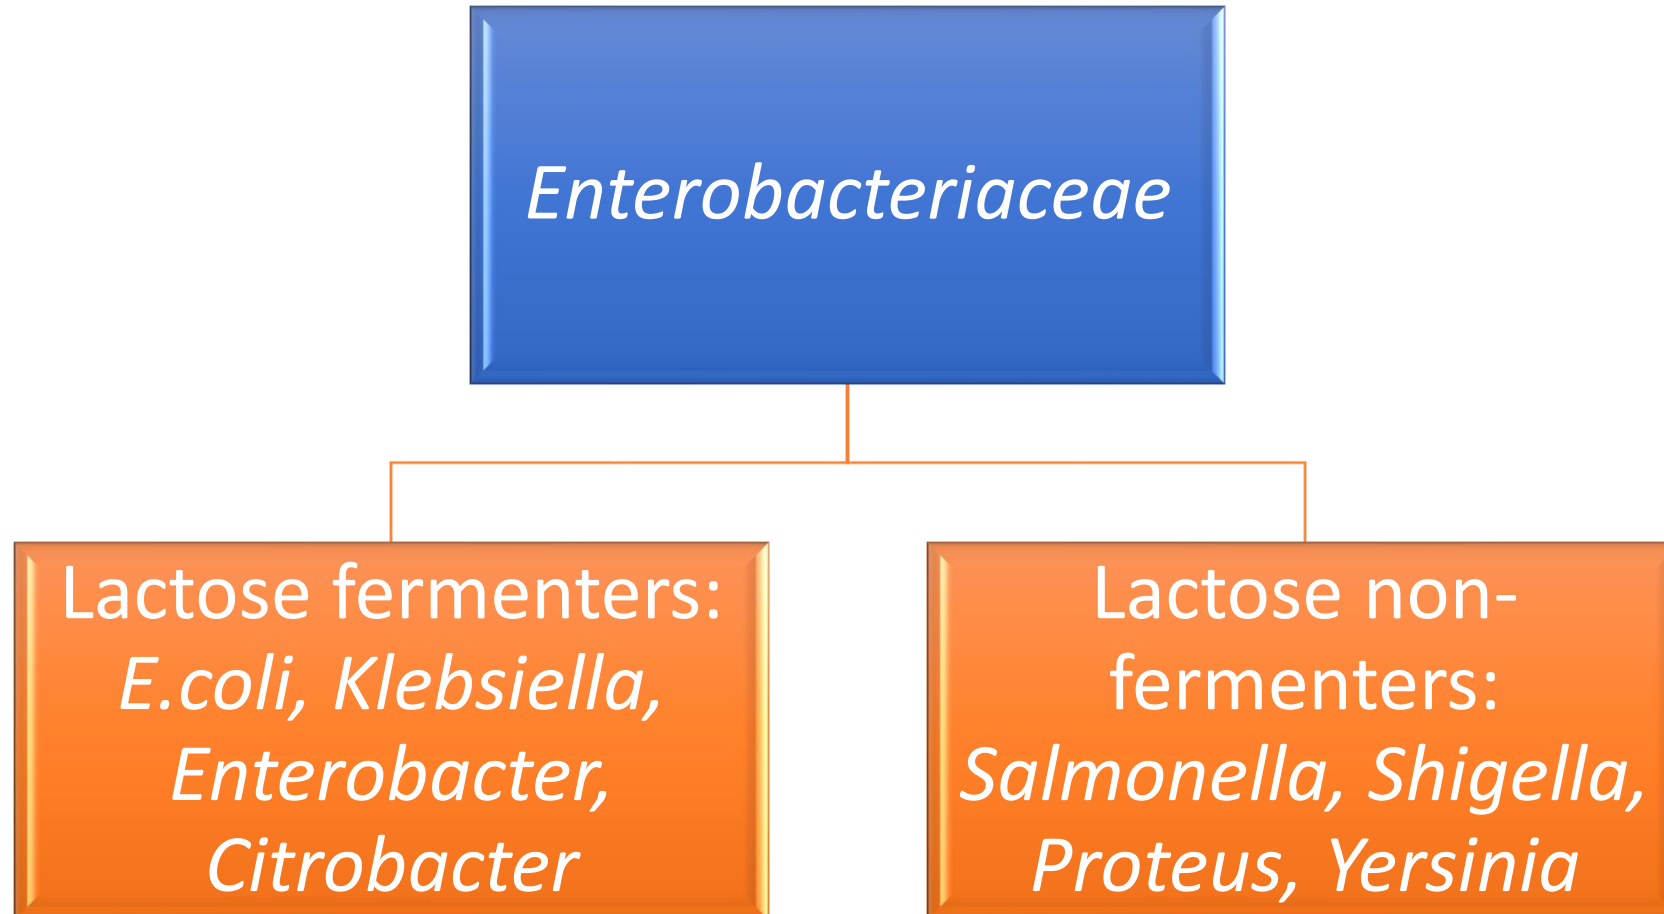 Enterobacteriaceae
Lactose fermenters:
E.coli, Klebsiella,
Enterobacter,
Citrobacter
Lactose non-
fermenters:
Salmonella, Shigella,
Proteus, Yersinia